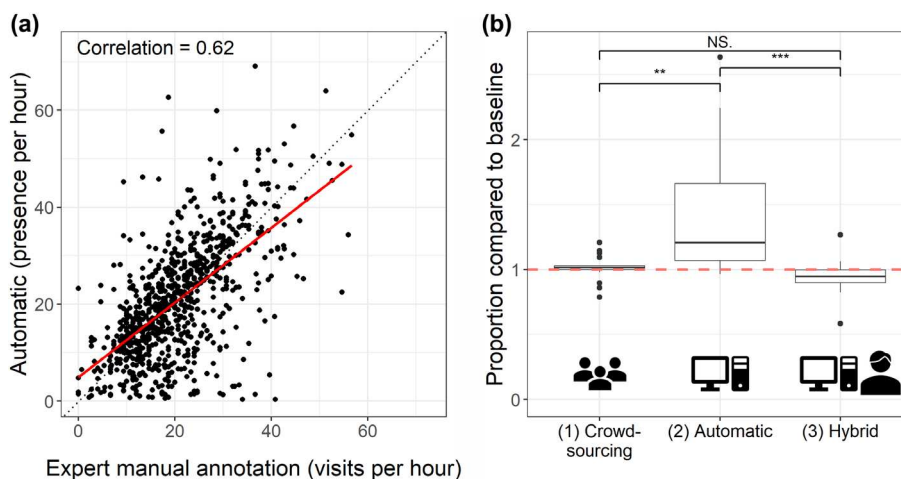 (a)
Correlation = 0.62
Automatic (presence per hour)
60
40
20
0
0
20
40
60
Expert manual annotation (visits per hour)
(b)
NS.
**
***
Proportion compared to baseline
2
1
0
(1) Crowd-
sourcing
(2) Automatic
(3) Hybrid